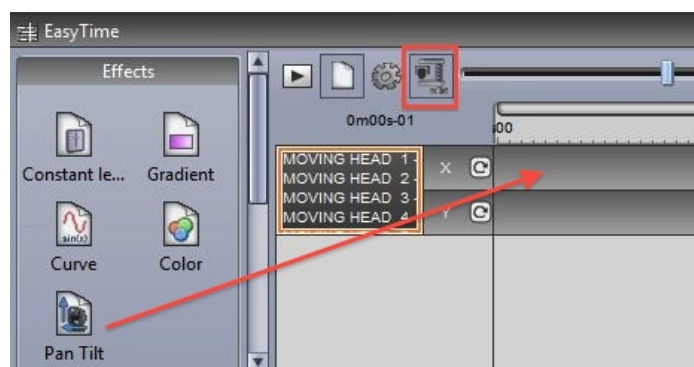 EasyTime
Effects
Constant le...
Gradient
sin(x)
Curve
Color
Pan Tilt
0m00s-01
00
MOVING HEAD 1 -
MOVING HEAD 2 -
MOVING HEAD 3 -
MOVING HEAD 4
X
Y